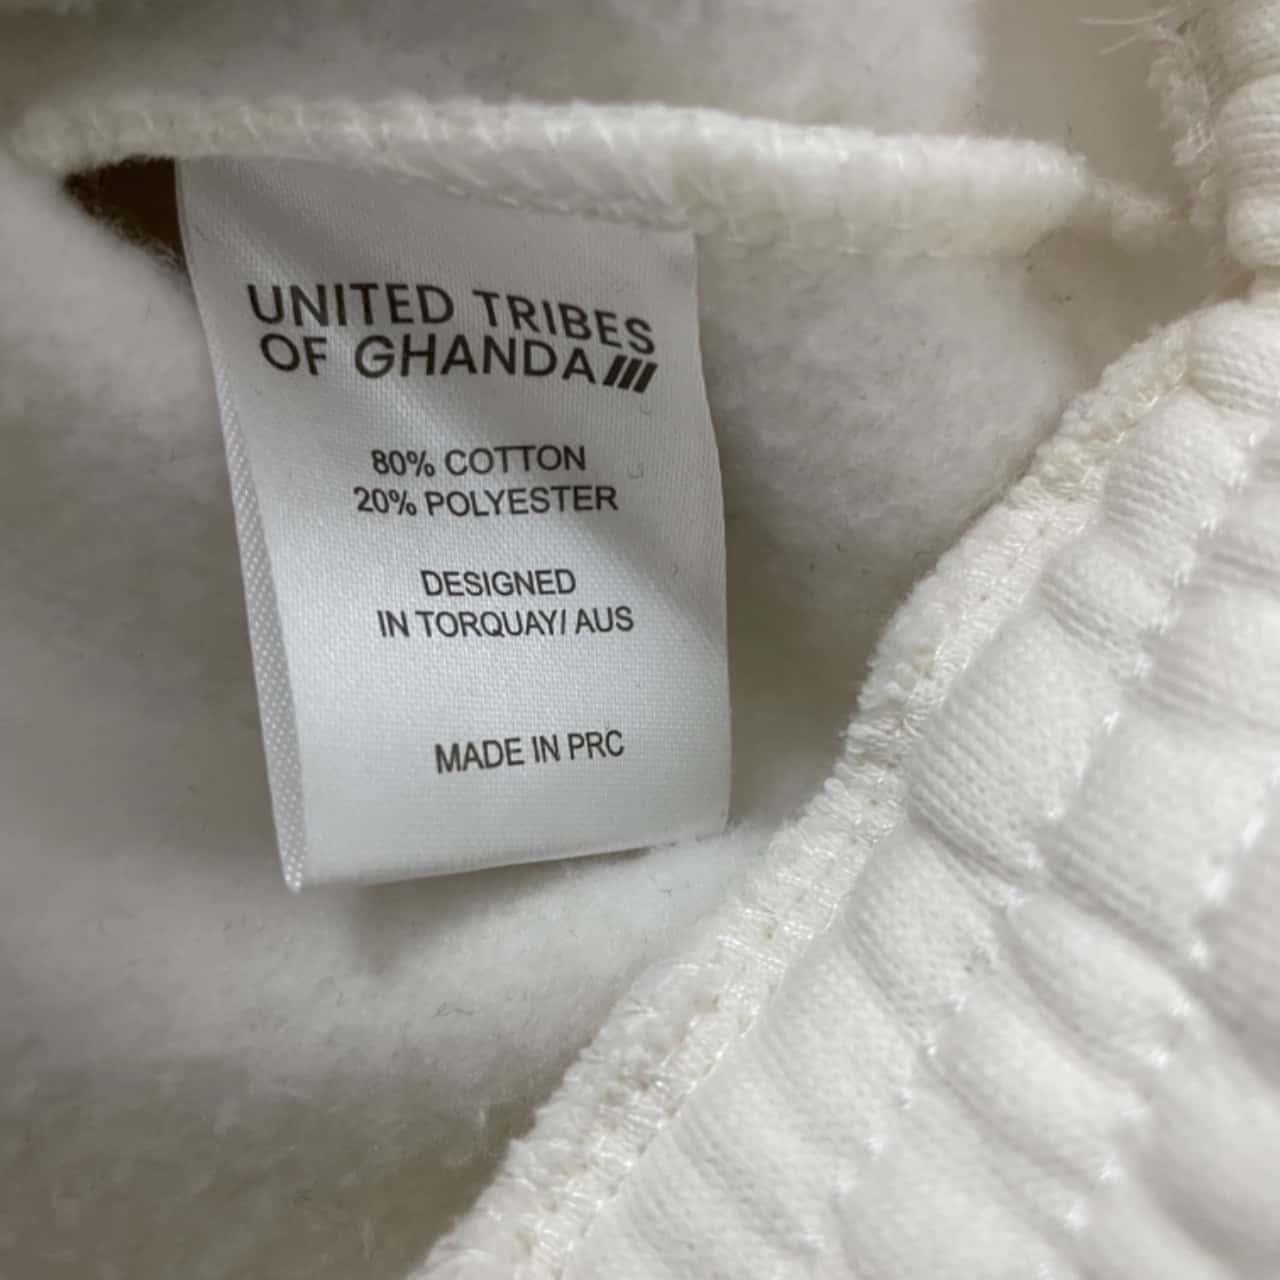 UNITED TRIBES
OF GHANDA
80% COTTON
20% POLYESTER
DESIGNED
IN TORQUAY/ AUS
MADE IN PRC